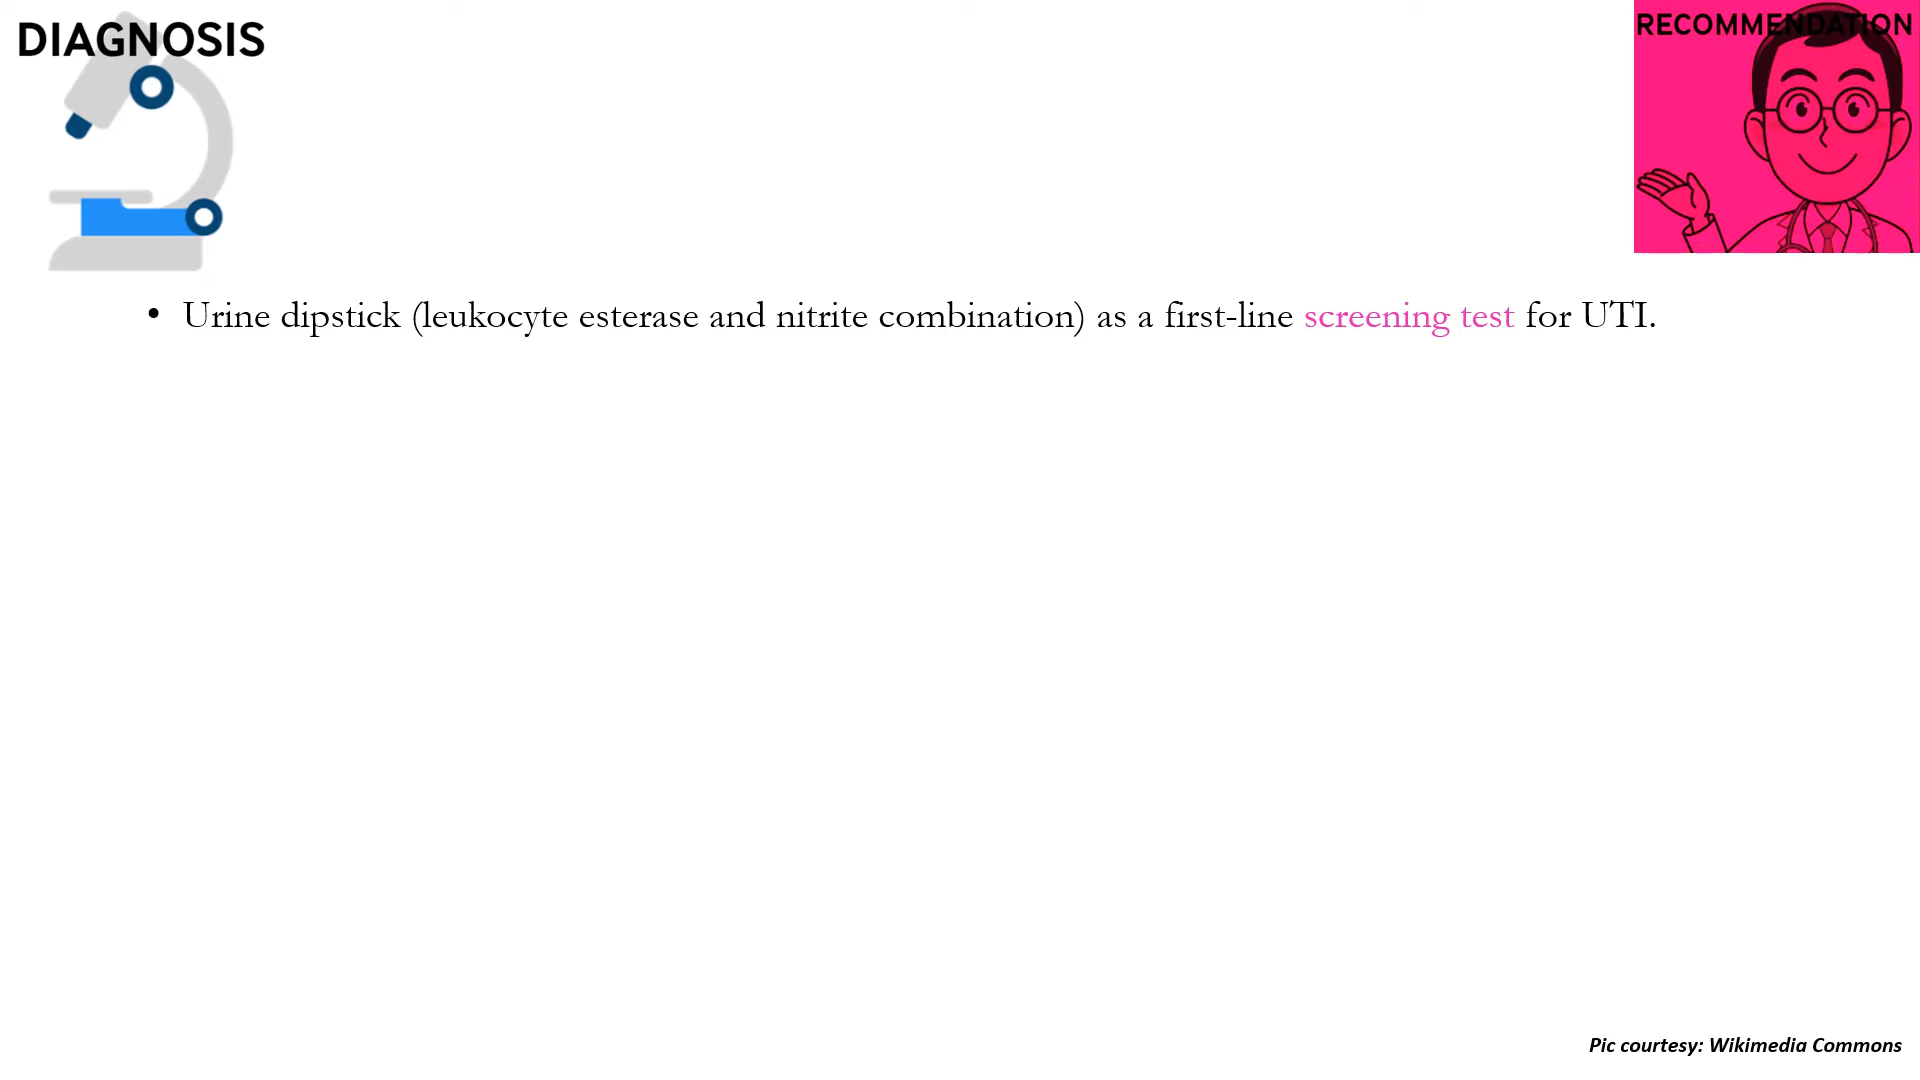 DIAGNOSIS
RECOMMENDATION
• Urine dipstick (leukocyte esterase and nitrite combination) as a first-line screening test for UTI.
Pic courtesy: Wikimedia Commons